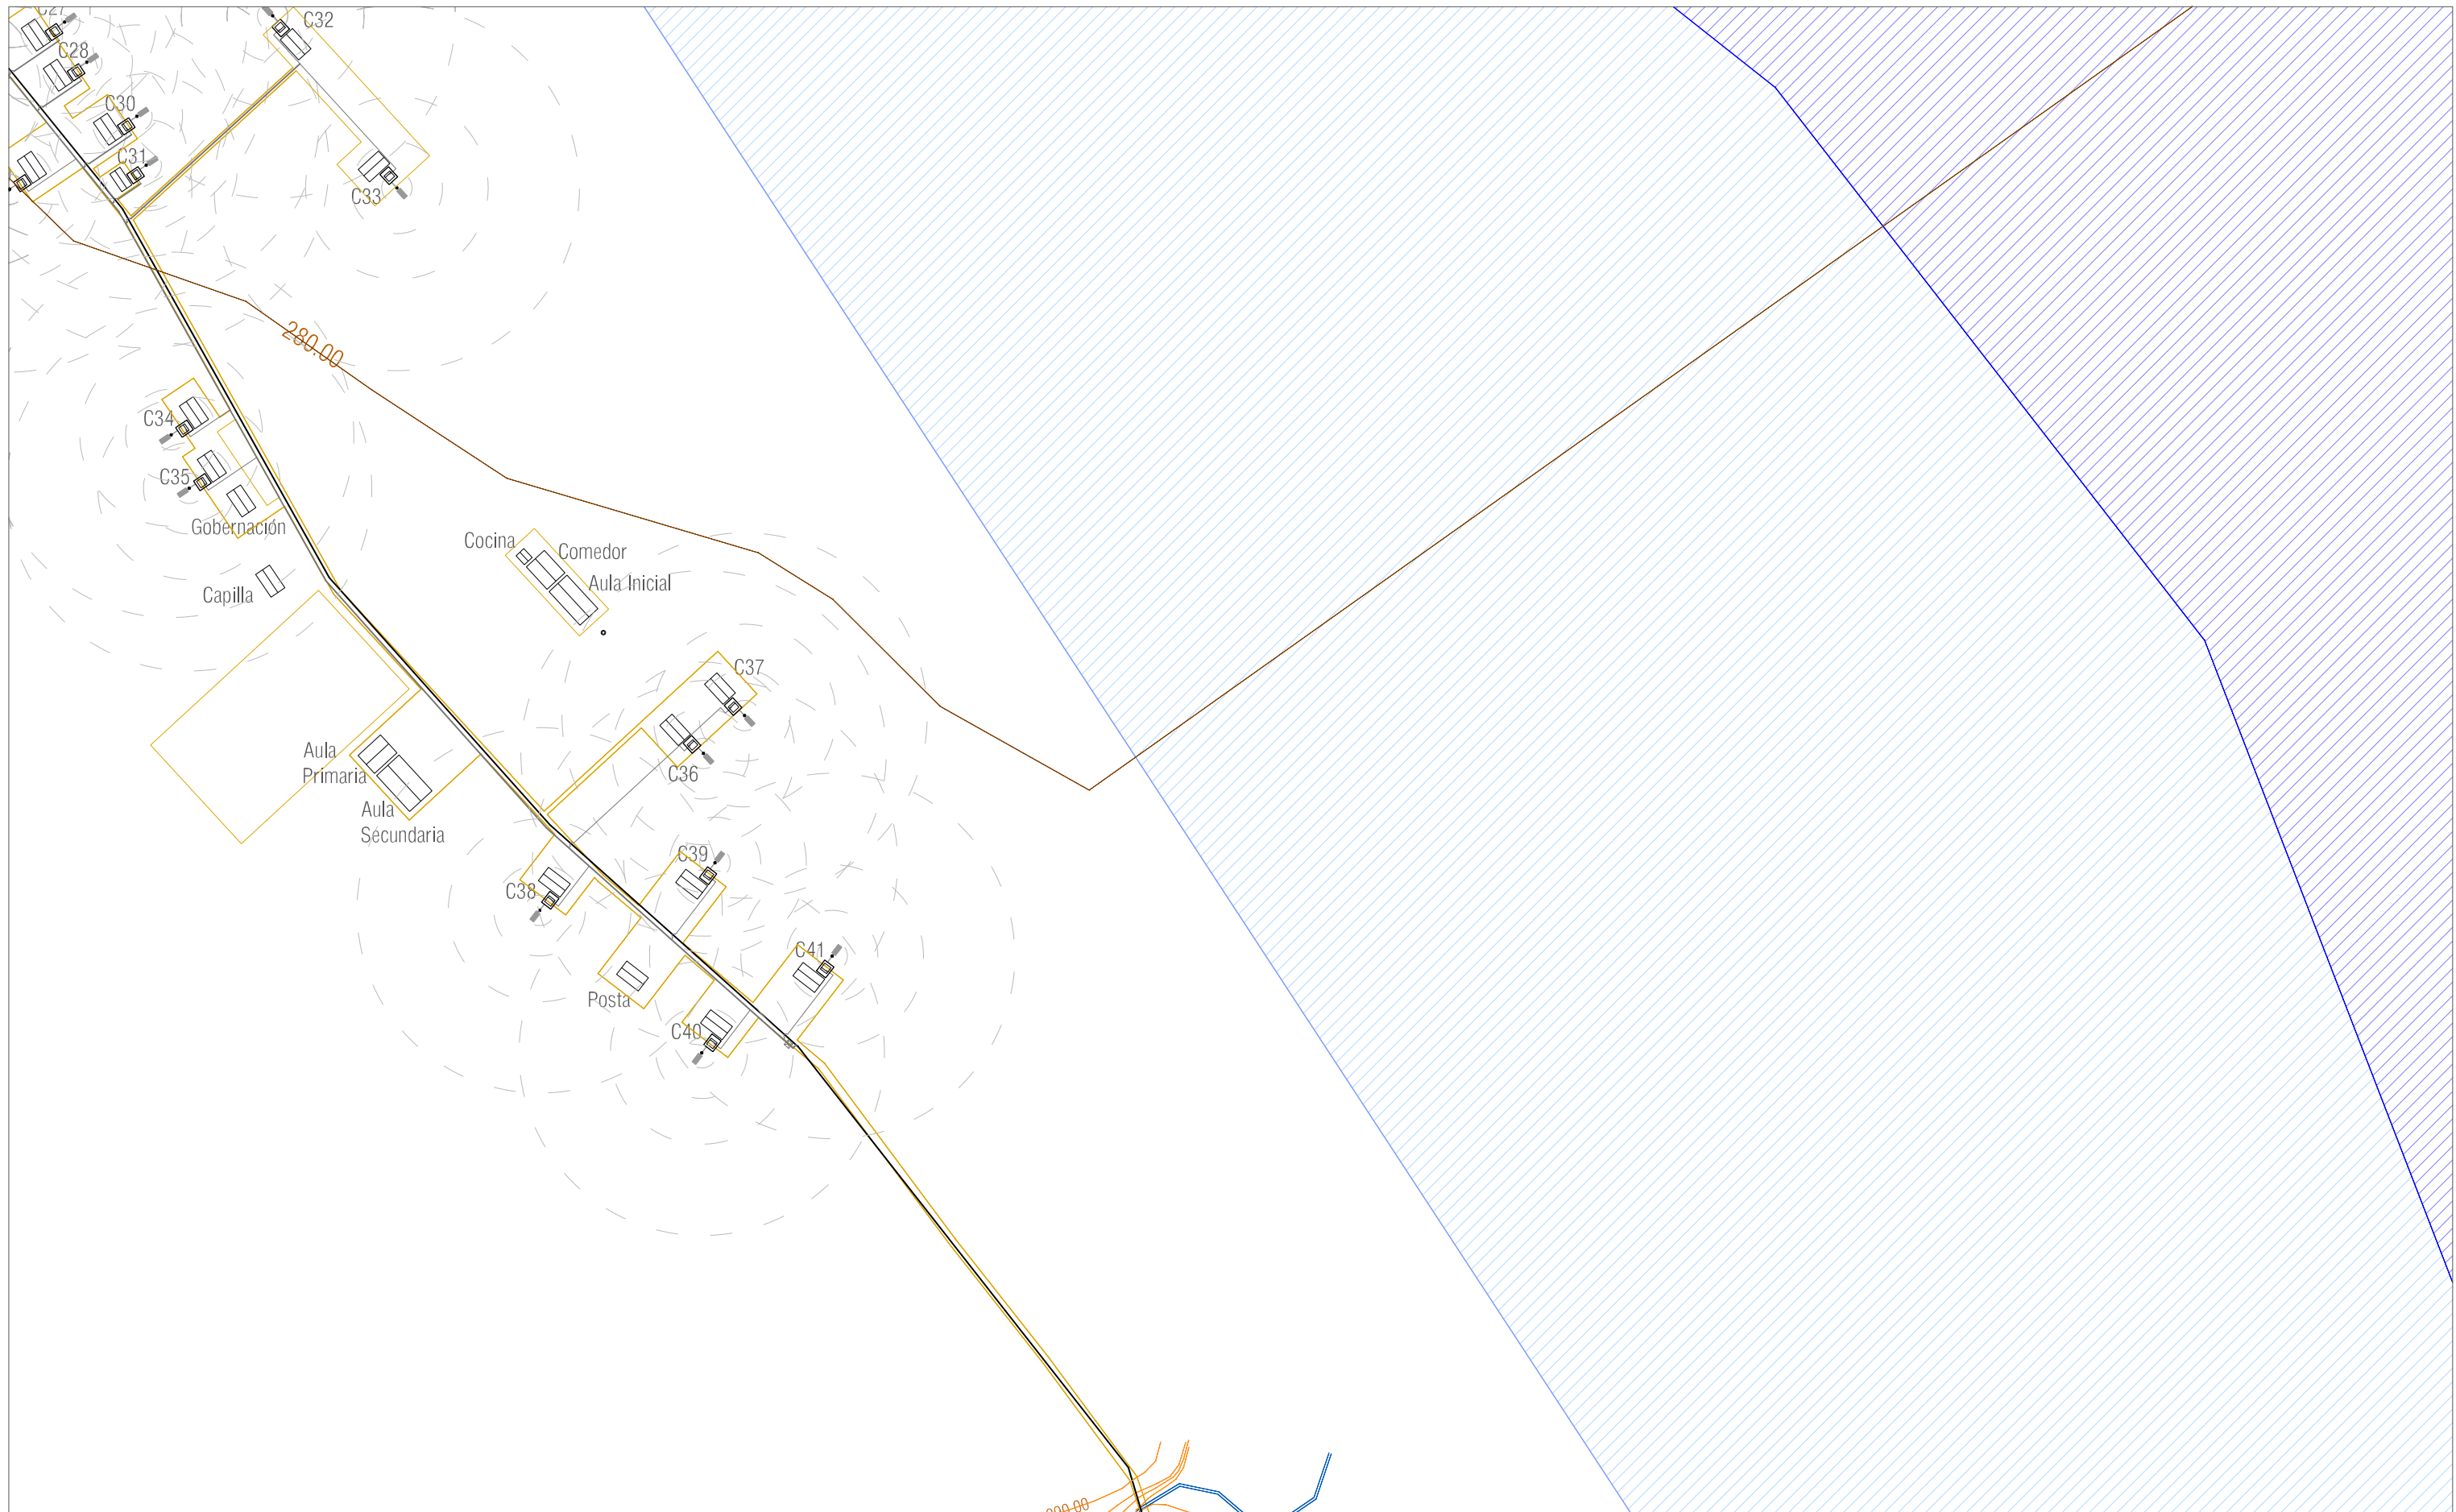 C27
C32
C28
C30
C31
C33
280.00
C34
C35
Gobernación
Cocina
Comedor
Aula Inicial
Capilla
C37
Aula
Primaria
C36
Aula
Secundaria
C39
C38
C41
Posta
C40